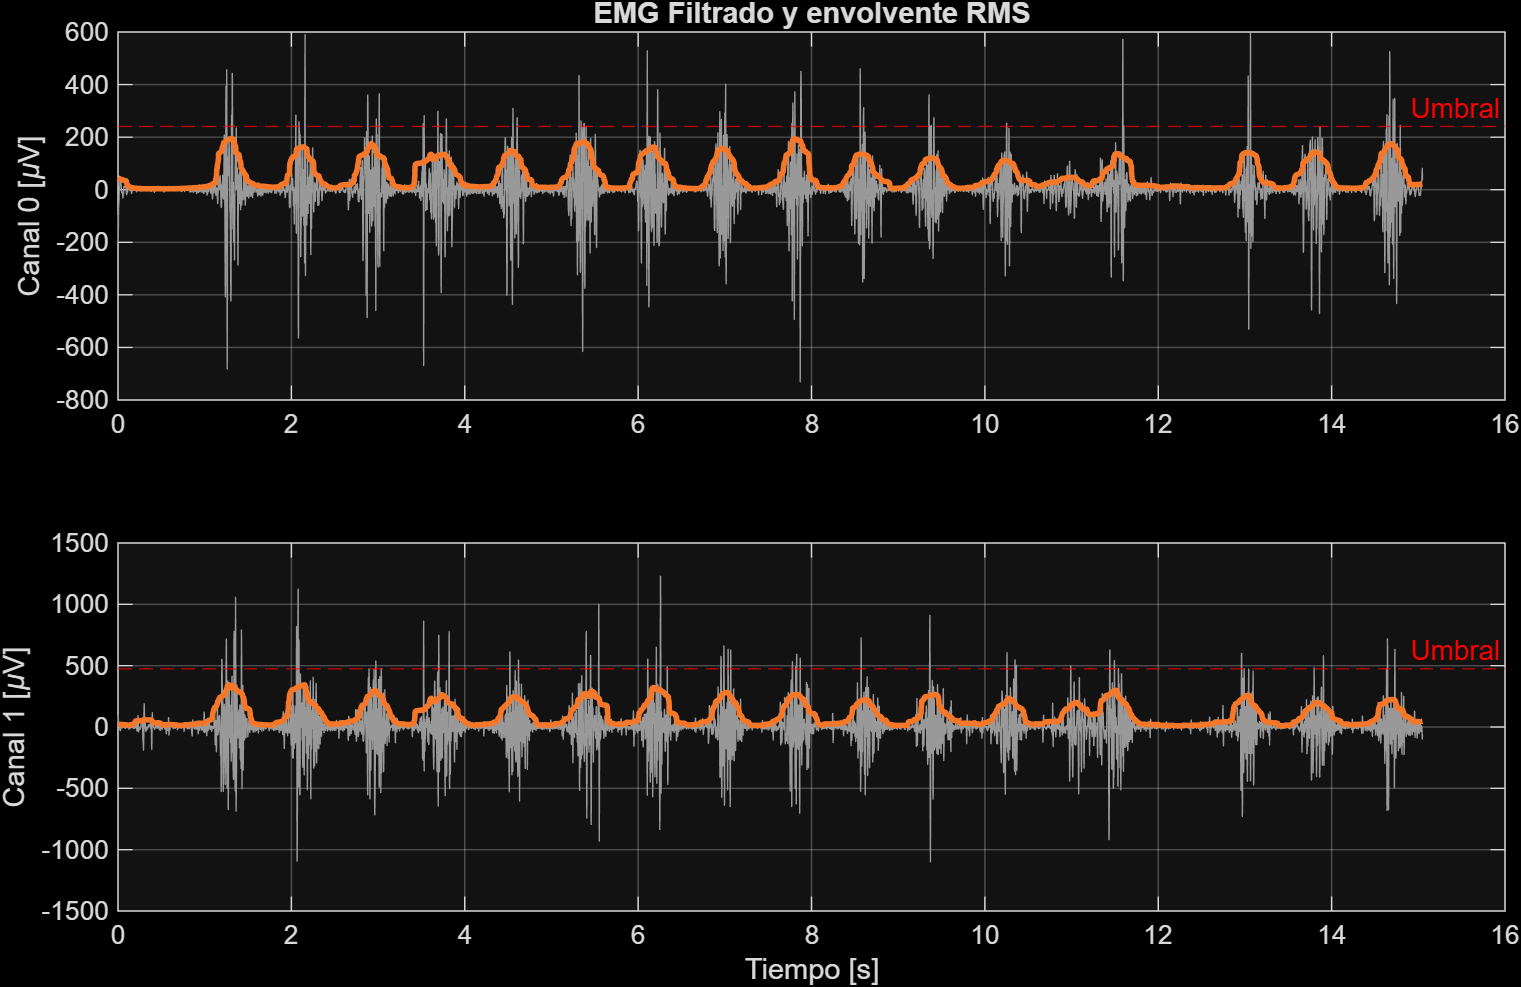 EMG Filtrado y envolvente RMS
600
400
200
0
-200
-400
-600
-800
Canal 0 [µV]
Umbral
0 2 4 6 8 10 12 14 16
1500
1000
500
0
-500
-1000
-1500
Canal 1 [µV]
Umbral
0 2 4 6 8 10 12 14 16
Tiempo [s]